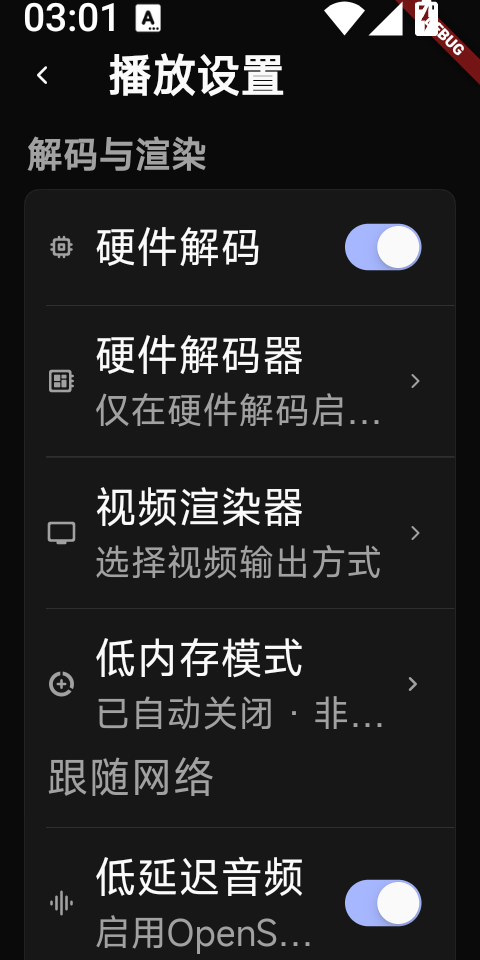 03:01
播放设置
解码与渲染
硬件解码
硬件解码器
仅在硬件解码启...
视频渲染器
选择视频输出方式
低内存模式
已自动关闭 · 非...
跟随网络
低延迟音频
启用OpenS...